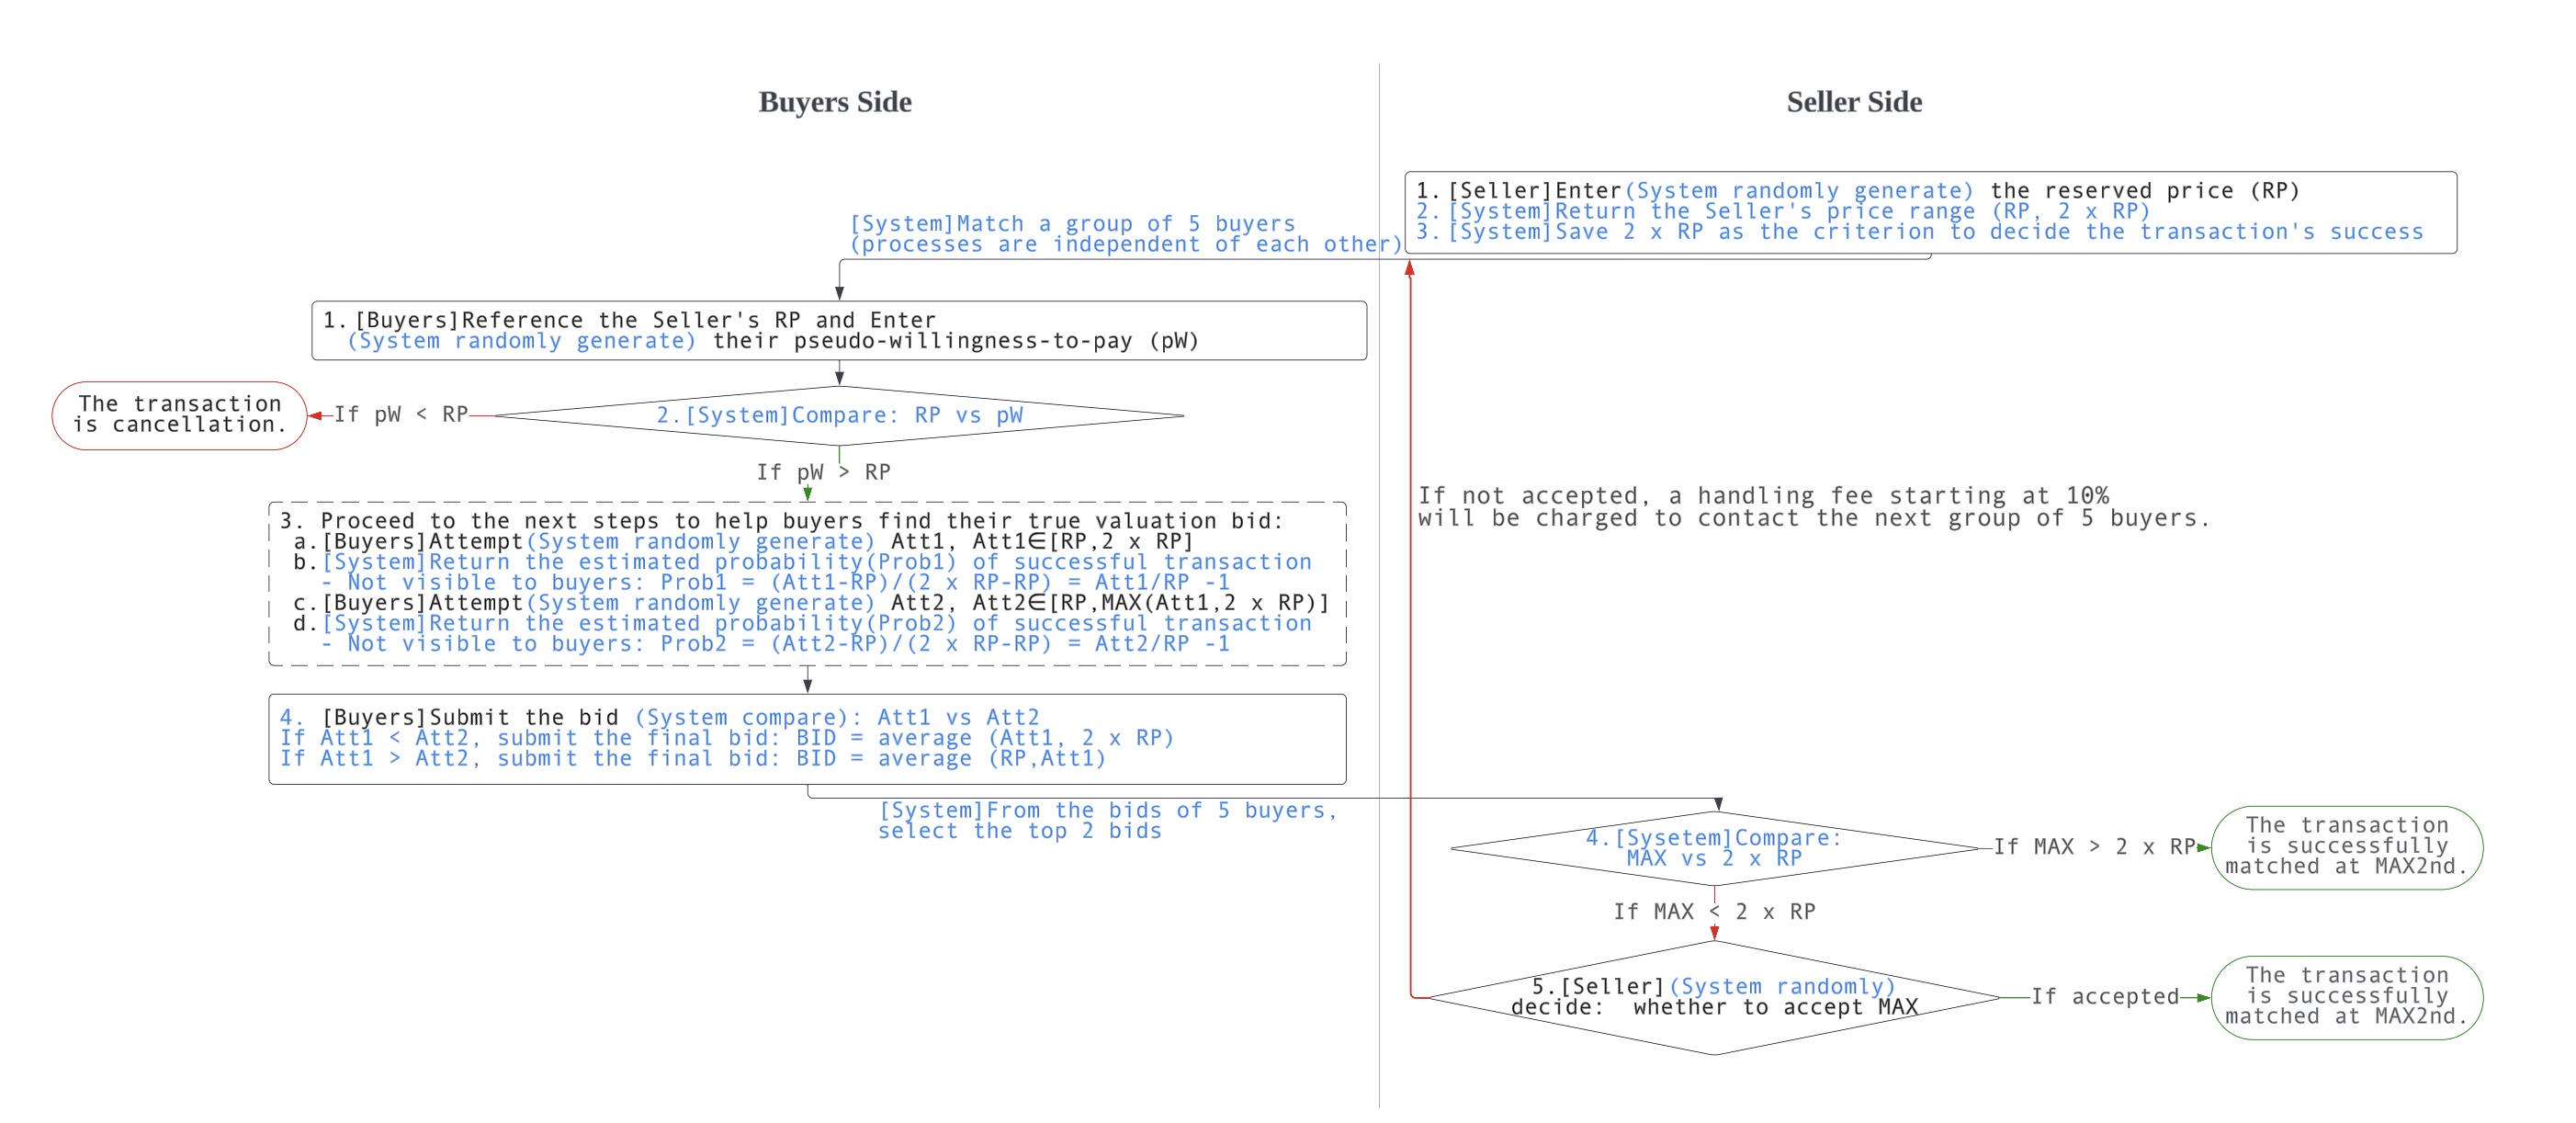 Buyers Side
Seller Side
1.[Seller]Enter(System randomly generate) the reserved price (RP)
2.[System]Return the Seller's price range (RP, 2 x RP)
3.[System]Save 2 x RP as the criterion to decide the transaction's success
[System]Match a group of 5 buyers
(processes are independent of each other)
1.[Buyers]Reference the Seller's RP and Enter
(System randomly generate) their pseudo-willingness-to-pay (pW)
The transaction
is cancellation.
If pW < RP
2.[System]Compare: RP vs pW
If pW > RP
3. Proceed to the next steps to help buyers find their true valuation bid:
a.[Buyers]Attempt(System randomly generate) Att1, Att1∈[RP,2 x RP]
b.[System]Return the estimated probability(Prob1) of successful transaction
- Not visible to buyers: Prob1 = (Att1-RP)/(2 x RP-RP) = Att1/RP -1
c.[Buyers]Attempt(System randomly generate) Att2, Att2∈[RP,MAX(Att1,2 x RP)]
d.[System]Return the estimated probability(Prob2) of successful transaction
- Not visible to buyers: Prob2 = (Att2-RP)/(2 x RP-RP) = Att2/RP -1
If not accepted, a handling fee starting at 10%
will be charged to contact the next group of 5 buyers.
4. [Buyers]Submit the bid (System compare): Att1 vs Att2
If Att1 < Att2, submit the final bid: BID = average (Att1, 2 x RP)
If Att1 > Att2, submit the final bid: BID = average (RP,Att1)
[System]From the bids of 5 buyers,
select the top 2 bids
4.[Sysetem]Compare:
MAX vs 2 x RP
If MAX > 2 x RP
The transaction
is successfully
matched at MAX2nd.
If MAX < 2 x RP
5.[Seller](System randomly)
decide:  whether to accept MAX
If accepted
The transaction
is successfully
matched at MAX2nd.